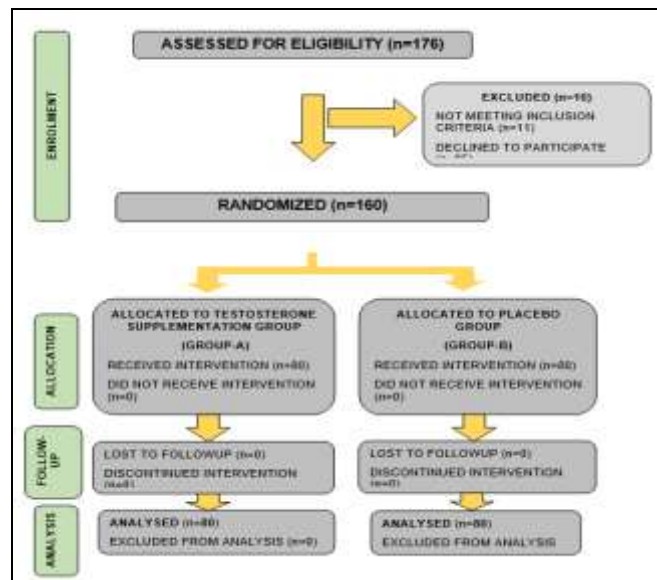 ASSESSED FOR ELIGIBILITY (n=176)
ENROLMENT
EXCLUDED (n=16)
NOT MEETING INCLUSION
CRITERIA (n=11)
DECLINED TO PARTICIPATE
RANDOMIZED (n=160)
ALLOCATION
ALLOCATED TO TESTOSTERONE
SUPPLEMENTATION GROUP
(GROUP-A)
RECEIVED INTERVENTION (n=80)
DID NOT RECEIVE INTERVENTION
(n=0)
ALLOCATED TO PLACEBO
GROUP
(GROUP-B)
RECEIVED INTERVENTION (n=80)
DID NOT RECEIVE INTERVENTION
(n=0)
FOLLOW-
UP
LOST TO FOLLOWUP (n=0)
DISCONTINUED INTERVENTION
LOST TO FOLLOWUP (n=0)
DISCONTINUED INTERVENTION
(n=0)
ANALYSIS
ANALYSED (n=80)
EXCLUDED FROM ANALYSIS (n=0)
ANALYSED (n=80)
EXCLUDED FROM ANALYSIS